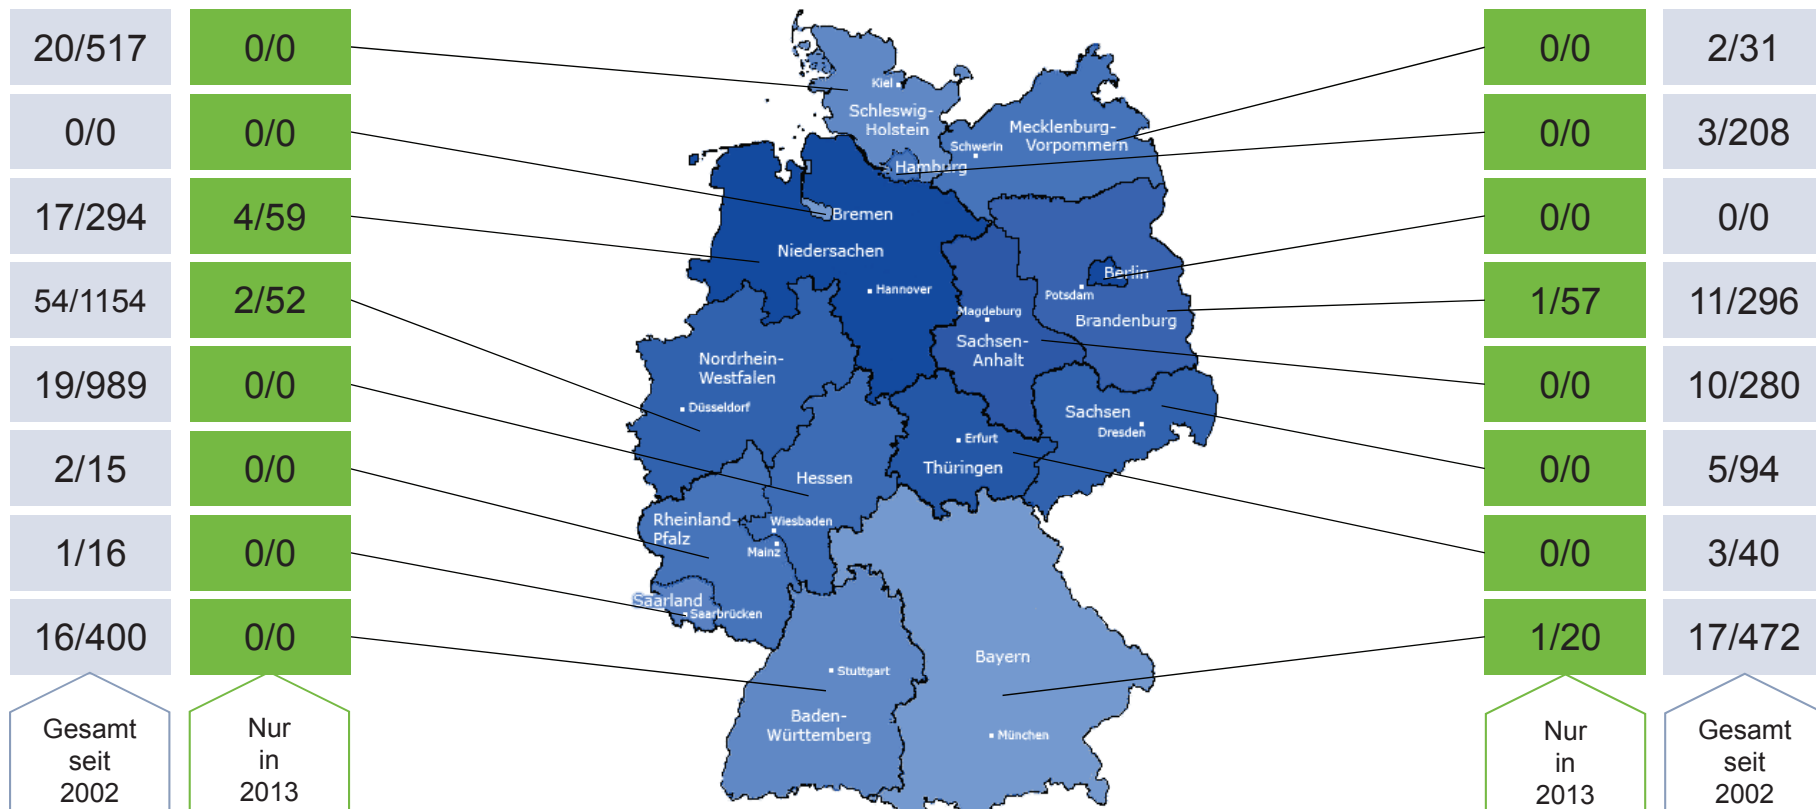 20/517 0/0
0/0 0/0
17/294 4/59
54/1154 2/52
19/989 0/0
2/15 0/0
1/16 0/0
16/400 0/0
Gesamt
seit
2002
Nur
in
2013
Kiel
Schleswig-
Holstein
Mecklenburg-
Vorpommern
Schwerin
Hamburg
Bremen
Niedersachen
Hannover
Berlin
Potsdam
Brandenburg
Magdeburg
Sachsen-
Anhalt
Nordrhein-
Westfalen
Düsseldorf
Sachsen
Dresden
Erfurt
Thüringen
Hessen
Wiesbaden
Rheinland-
Pfalz
Mainz
Saarland
Saarbrücken
Stuttgart
Baden-
Württemberg
Bayern
München
0/0 2/31
0/0 3/208
0/0 0/0
1/57 11/296
0/0 10/280
0/0 5/94
0/0 3/40
1/20 17/472
Nur
in
2013
Gesamt
seit
2002